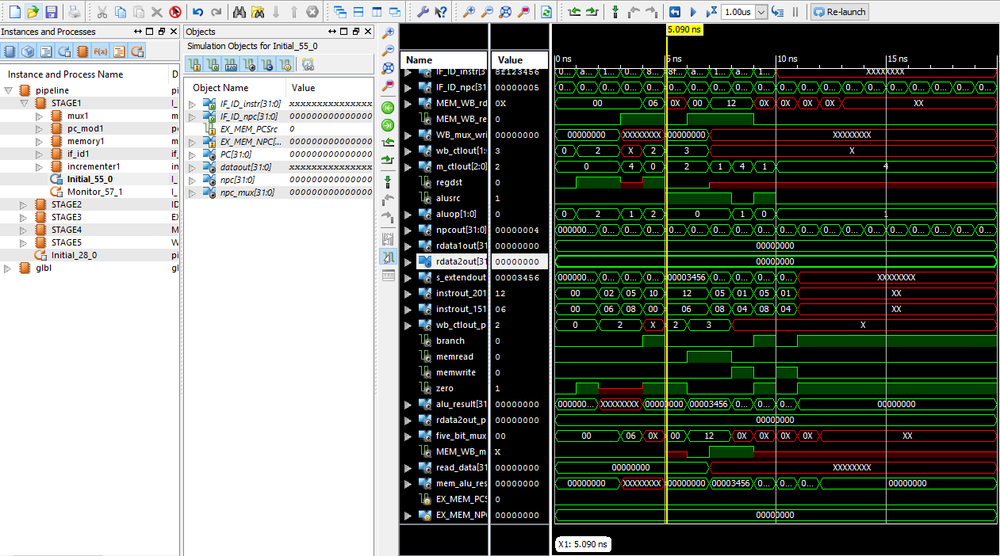 1.00us
Re-launch
Instances and Processes
Instance and Process Name
D
pipeline
pi
STAGE1
I_
mux1
m
pc_mod1
p
memory1
m
if_id1
if_
incrementer1
in
Initial_55_0
I_
Monitor_57_1
I_
STAGE2
ID
STAGE3
EX
STAGE4
M
STAGE5
W
Initial_28_0
pi
glbl
gl
Objects
Simulation Objects for Initial_55_0
Object Name
Value
IF_ID_instr[31:0]
xxxxxxxxxxxxxxx
IF_ID_npc[31:0]
000000000000000
EX_MEM_PCSrc
0
EX_MEM_NPC[...
000000000000000
PC[31:0]
000000000000000
dataout[31:0]
xxxxxxxxxxxxxxx
npc[31:0]
000000000000000
npc_mux[31:0]
000000000000000
5.090 ns
Name
Value
0 ns
5 ns
10 ns
15 ns
IF_ID_instr[3 8f123456 0... a... 1... 0... 8... 8f... a... 1... a... 1... XXXXXXXX
IF_ID_npc[31 00000005 0... 0... 0... 0... 0... 0... 0... 0... 0... 0... 0... 0... 0... 0... 0... 0... 0... 0... 0... 0...
MEM_WB_rd 0X 00 06 0X 00 12 0X 0X 0X 0X XX
MEM_WB_re 0
WB_mux_wri 00000000 00000000 XXXXXXXX 00000000 XXXXXXXX
wb_ctlout[1: 3 0 2 X 2 3 X
m_ctlout[2:0] 2 0 4 0 2 1 4 1 4
regdst 0
alusrc 1
aluop[1:0] 0 0 2 1 2 0 1 0 1
npcout[31:0] 00000004 000000... 0... 0... 0... 0... 0... 0... 0... 0... 0... 0... 0... 0... 0... 0... 0... 0... 0... 0...
rdata1out[31 00000000 00000000
rdata2out[31 00000000 00000000
s_extendout 00003456 000000... 0... 0... 0... 00003456 0... 0... 0... 0... XXXXXXXX
instrout_201 12 00 02 05 10 12 05 01 05 01 XX
instrout_151 06 00 06 08 00 06 08 04 08 04 XX
wb_ctlout_p 2 0 2 X 2 3 X
branch 0
memread 0
memwrite 0
zero 1
alu_result[31 00000000 000000... XXXXXXXX 00000000 00003456 0... 0... 0... 00000000
rdata2out_p 00000000 00000000
five_bit_mux 00 00 06 0X 00 12 0X 0X 0X 0X XX
MEM_WB_m X
read_data[31 00000000 00000000 XXXXXXXX
mem_alu_res 00000000 00000000 XXXXXXXX 00000000 00003456 0... 0... 0... 00000000
EX_MEM_PCS 0
EX_MEM_NP 00000000 00000000
X1: 5.090 ns